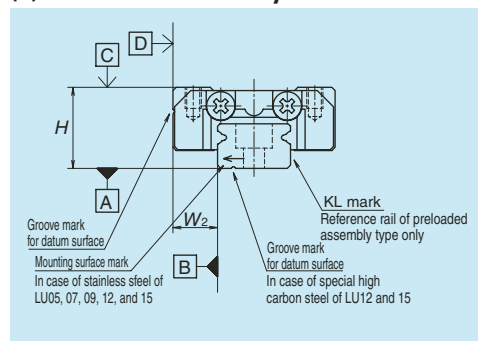 D
C
H
A
W2
B
KL mark
Reference rail of preloaded
assembly type only
Groove mark
for datum surface
Mounting surface mark
In case of stainless sfeel of
LU05, 07, 09, 12, and 15
Groove mark
for datum surface
In case of special high
carbon steel of LU12 and 15